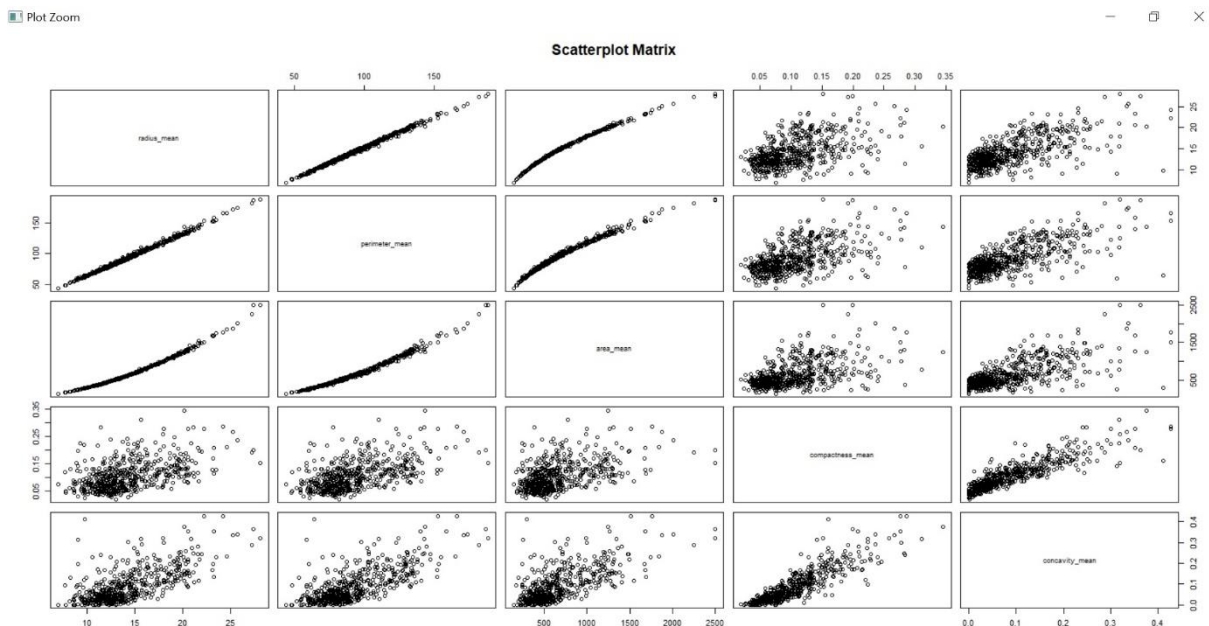 Plot Zoom
Scatterplot Matrix
50 100 150
0.05 0.10 0.15 0.20 0.25 0.30 0.35
radius_mean
10 15 20 25
50 100 150
perimeter_mean
area_mean
500 1500 2500
0.05 0.15 0.25 0.35
compactness_mean
concavity_mean
0.0 0.1 0.2 0.3 0.4
10 15 20 25
500 1000 1500 2000 2500
0.0 0.1 0.2 0.3 0.4